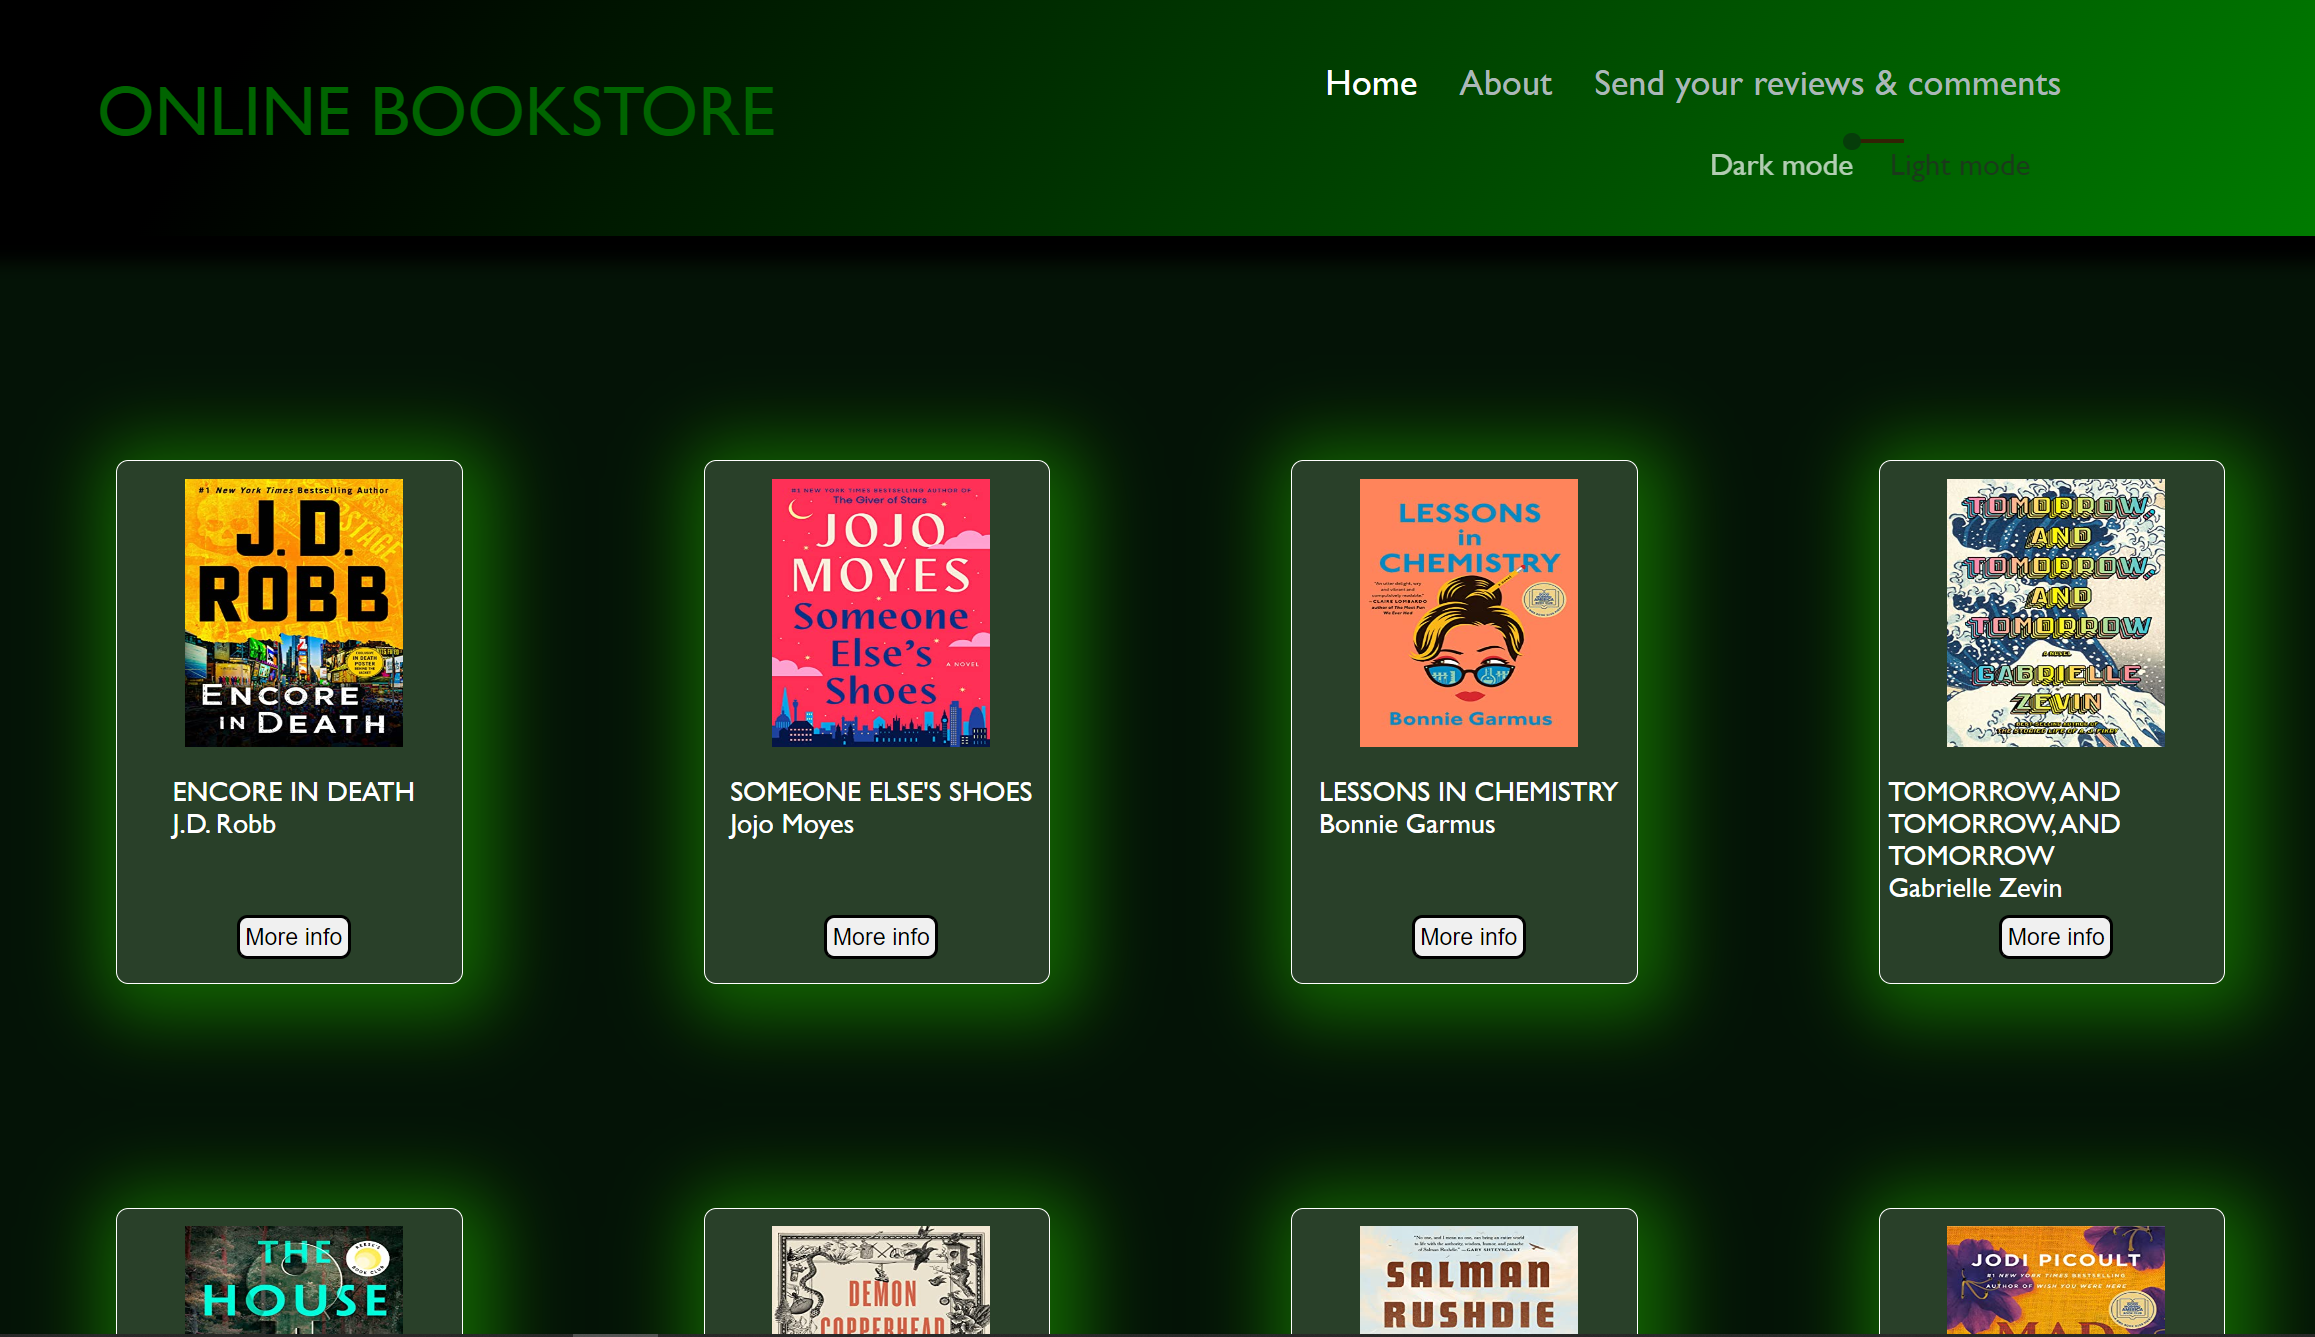 ONLINE BOOKSTORE
Home About Send your reviews & comments
Dark mode Light mode
#1 New York Times Bestselling Author
J.D.
ROBB
STAGE
ENCORE
IN DEATH
ENCORE IN DEATH
J.D. Robb
More info
#1 NEW YORK TIMES BESTSELLING AUTHOR OF
The Giver of Stars
JOJO
MOYES
Someone
Else's
A NOVEL
Shoes
SOMEONE ELSE'S SHOES
Jojo Moyes
More info
LESSONS
in
CHEMISTRY
Bonnie Garmus
LESSONS IN CHEMISTRY
Bonnie Garmus
More info
TOMORROW,
AND
TOMORROW,
AND
TOMORROW
A NOVEL
GABRIELLE
ZEVIN
TOMORROW, AND
TOMORROW, AND
TOMORROW
Gabrielle Zevin
More info
THE
HOUSE
DEMON
COPPERHEAD
SALMAN
RUSHDIE
JODI PICOULT
#1 NEW YORK TIMES BESTSELLING
AUTHOR OF WISH YOU WERE HERE
MAD